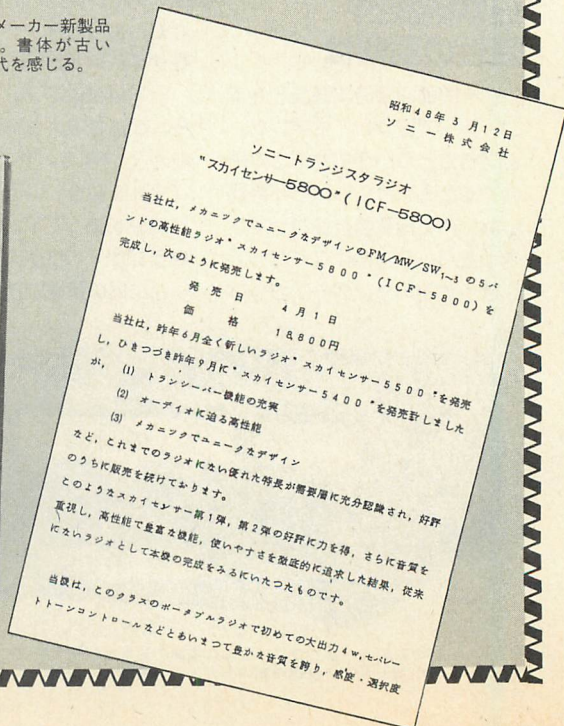 メーカー新製品
。書体が古い
代を感じる。
昭和48年3月12日
ソニー株式会社
ソニートランジスタラジオ
"スカイセンサー5800"(ICF−5800)
当社は、メカニックでユニークなデザインのFM/MW/SW1~3 の5バ
ンドの高性能ラジオ"スカイセンサー5800"(ICF−5800)を
完成し、次のように発売します。
発売日 4月1日
価格 18,800円
当社は、昨年6月全く新しいラジオ"スカイセンサー5500"を発売
し、ひきつづき昨年9月に"スカイセンサー5400"を発売致しました
が、(1) トランシーバー機能の充実
(2) オーディオに迫る高性能
(3) メカニックでユニークなデザイン
など、これまでのラジオにない優れた特長が需要層に充分認識され、好評
のうちに販売を続けております。
このようなスカイセンサー第1弾、第2弾の好評に力を得、さらに音質を
重視し、高性能で豊富な機能、使いやすさを徹底的に追求した結果、従来
にないラジオとして本機の完成をみるにいたつたものです。
当機は、このクラスのポータブルラジオで初めての大出力4w,セパレー
トトーンコントロールなどとあいまつて豊かな音質を誇り、感度・選択度